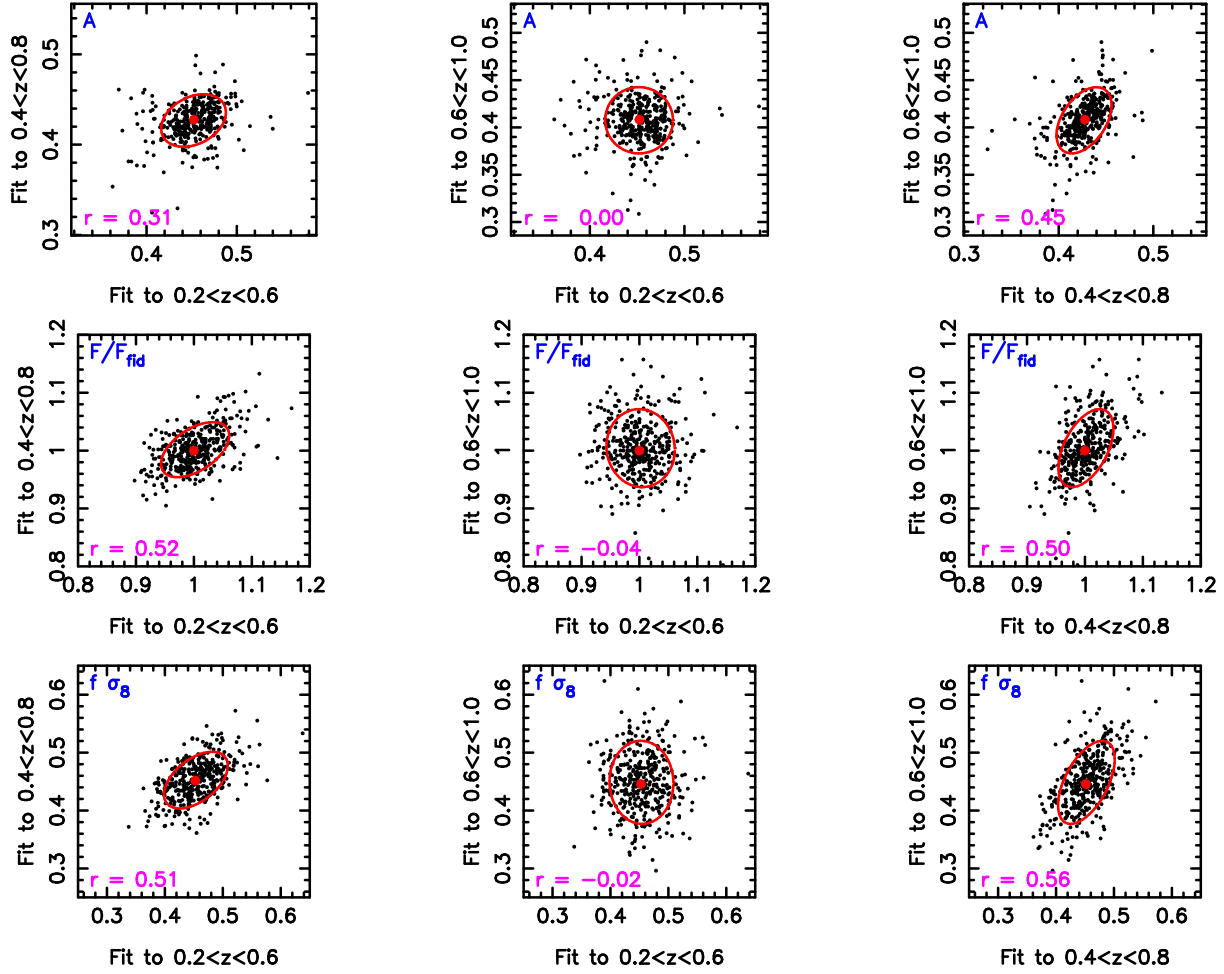 A
A
A
Fit to 0.4<z<0.8
Fit to 0.6<z<1.0
Fit to 0.6<z<1.0
0.5
0.4
0.3
0.5
0.45
0.4
0.35
0.3
0.5
0.45
0.4
0.35
0.3
r = 0.31
r = 0.00
r = 0.45
0.4 0.5
0.4 0.5
0.3 0.4 0.5
Fit to 0.2<z<0.6
Fit to 0.2<z<0.6
Fit to 0.4<z<0.8
F/Ffid
F/Ffid
F/Ffid
Fit to 0.4<z<0.8
Fit to 0.6<z<1.0
Fit to 0.6<z<1.0
1.2
1.1
1
0.9
0.8
1.2
1.1
1
0.9
0.8
1.2
1.1
1
0.9
0.8
r = 0.52
r = −0.04
r = 0.50
0.8 0.9 1 1.1 1.2
0.8 0.9 1 1.1 1.2
0.8 0.9 1 1.1 1.2
Fit to 0.2<z<0.6
Fit to 0.2<z<0.6
Fit to 0.4<z<0.8
f σ8
f σ8
f σ8
Fit to 0.4<z<0.8
Fit to 0.6<z<1.0
Fit to 0.6<z<1.0
0.6
0.5
0.4
0.3
0.6
0.5
0.4
0.3
0.6
0.5
0.4
0.3
r = 0.51
r = −0.02
r = 0.56
0.3 0.4 0.5 0.6
0.3 0.4 0.5 0.6
0.3 0.4 0.5 0.6
Fit to 0.2<z<0.6
Fit to 0.2<z<0.6
Fit to 0.4<z<0.8